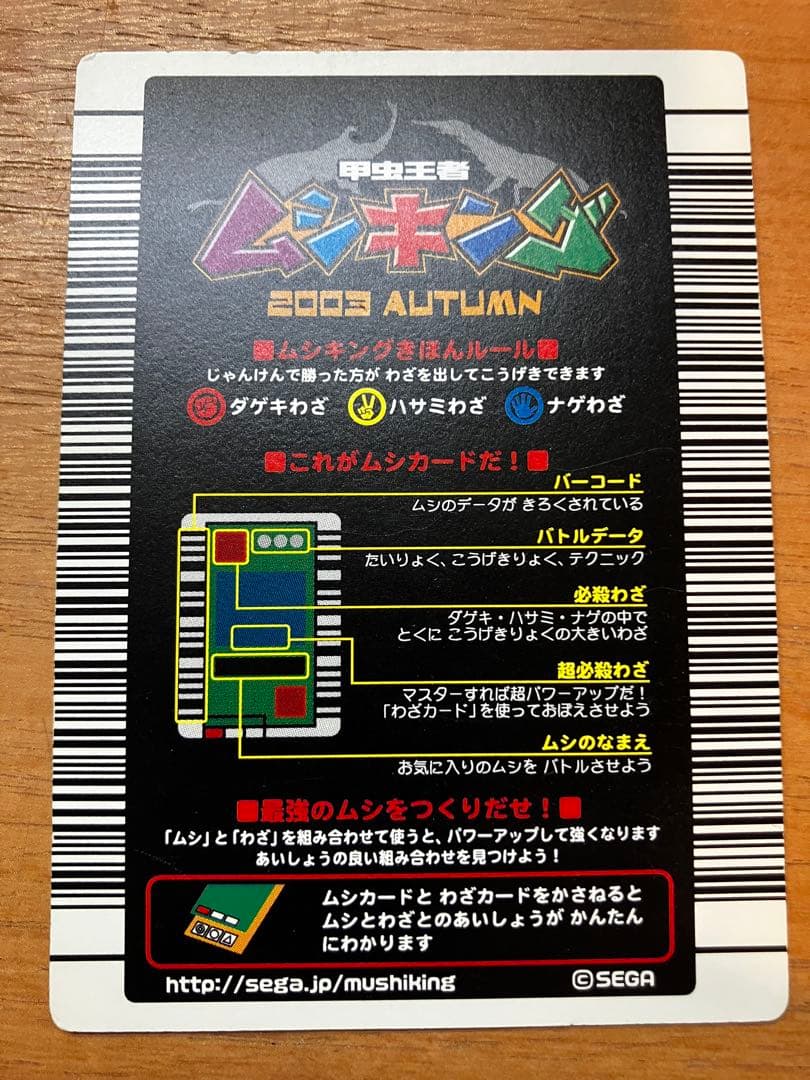 甲虫王者
ムシキング
2003 AUTUMN
ムシキングきほんルール
じゃんけんで勝った方が わざを出してこうげきできます
ダゲキわざ ハサミわざ ナゲわざ
これがムシカードだ！
バーコード
ムシのデータが きろくされている
バトルデータ
たいりょく、こうげきりょく、テクニック
必殺わざ
ダゲキ・ハサミ・ナゲの中で
とくに こうげきりょくの大きいわざ
超必殺わざ
マスターすれば超パワーアップだ！
「わざカード」を使っておぼえさせよう
ムシのなまえ
お気に入りのムシを バトルさせよう
最強のムシをつくりだせ！
「ムシ」と「わざ」を組み合わせて使うと、パワーアップして強くなります
あいしょうの良い組み合わせを見つけよう！
ムシカードと わざカードをかさねると
ムシとわざとのあいしょうが かんたん
にわかります
http://sega.jp/mushiking
©SEGA